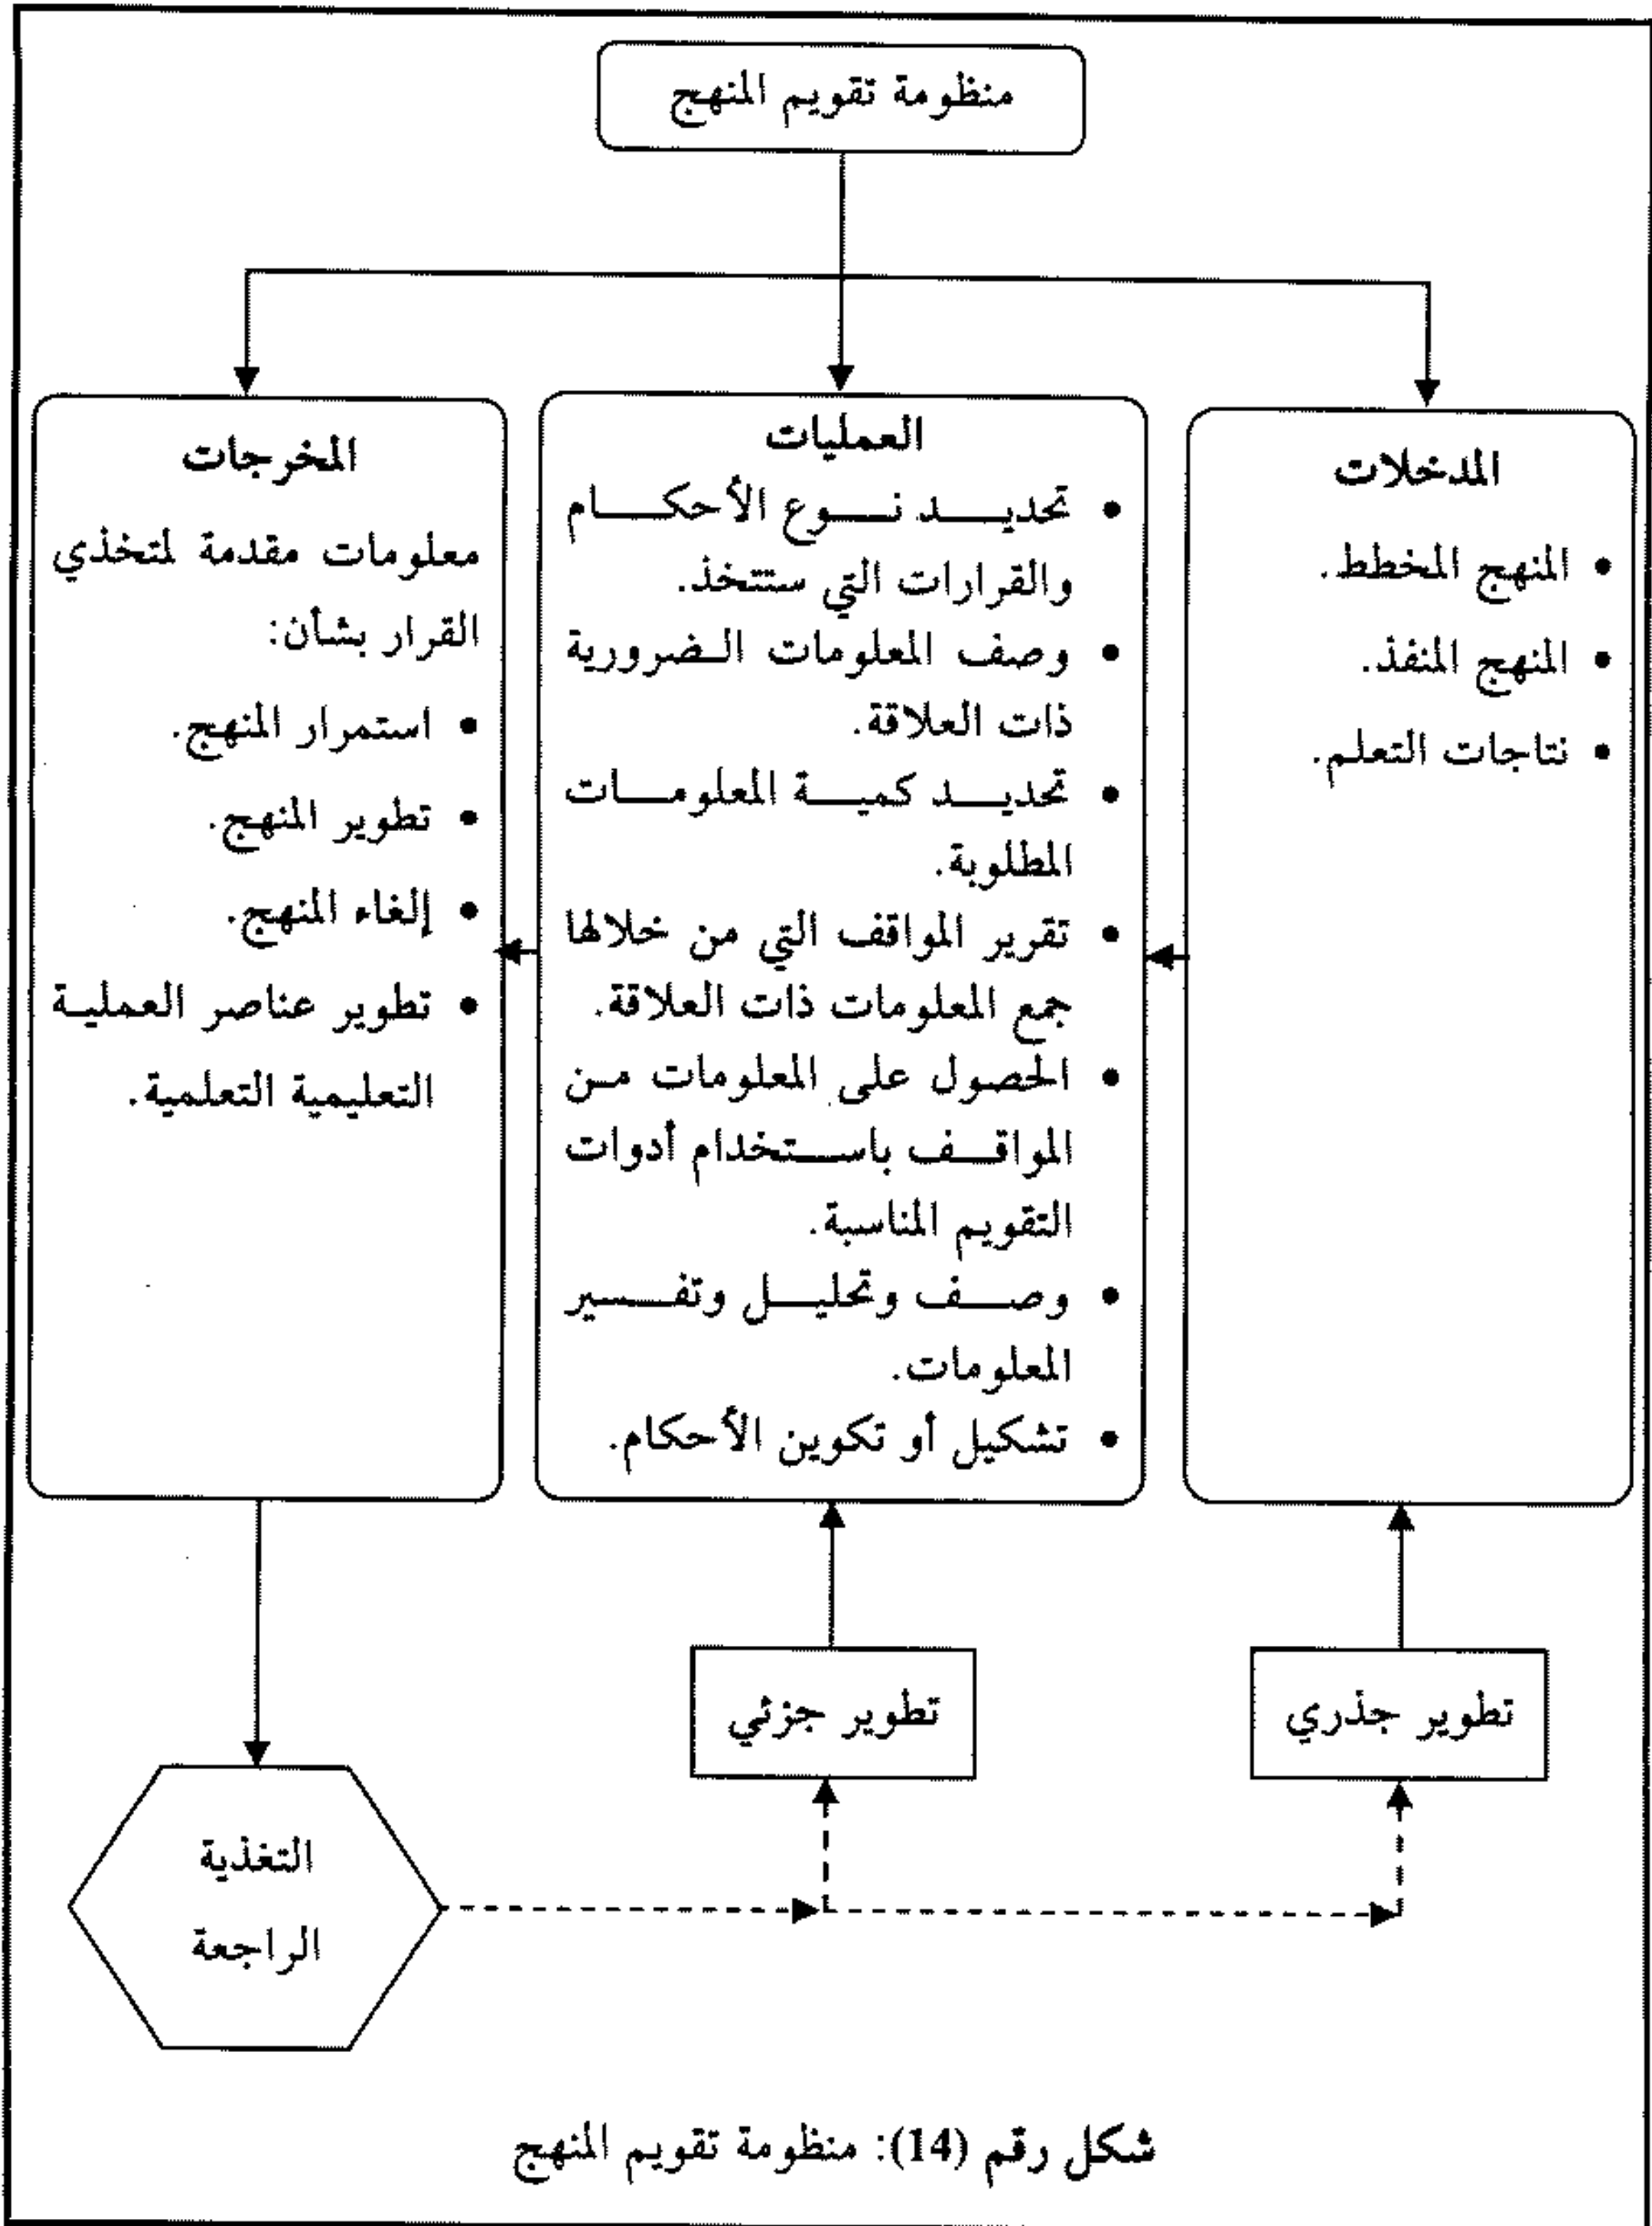 منظومة تقويم المنهج
المدخلات
• المنهج المخطط.
• المنهج المنفذ.
• نتاجات التعلم.
العمليات
• تحديد نوع الأحكام
والقرارات التي ستتخذ.
• وصف المعلومات الضرورية
ذات العلاقة.
• تحديد كمية المعلومات
المطلوبة.
• تقرير المواقف التي من خلالها
جمع المعلومات ذات العلاقة.
• الحصول على المعلومات من
المواقف باستخدام أدوات
التقويم المناسبة.
• وصف وتحليل وتفسير
المعلومات.
• تشكيل أو تكوين الأحكام.
المخرجات
معلومات مقدمة لمتخذي
القرار بشأن:
• استمرار المنهج.
• تطوير المنهج.
• إلغاء المنهج.
• تطوير عناصر العملية
التعليمية التعلمية.
تطوير جذري
تطوير جزئي
التغذية
الراجعة
شكل رقم (14): منظومة تقويم المنهج